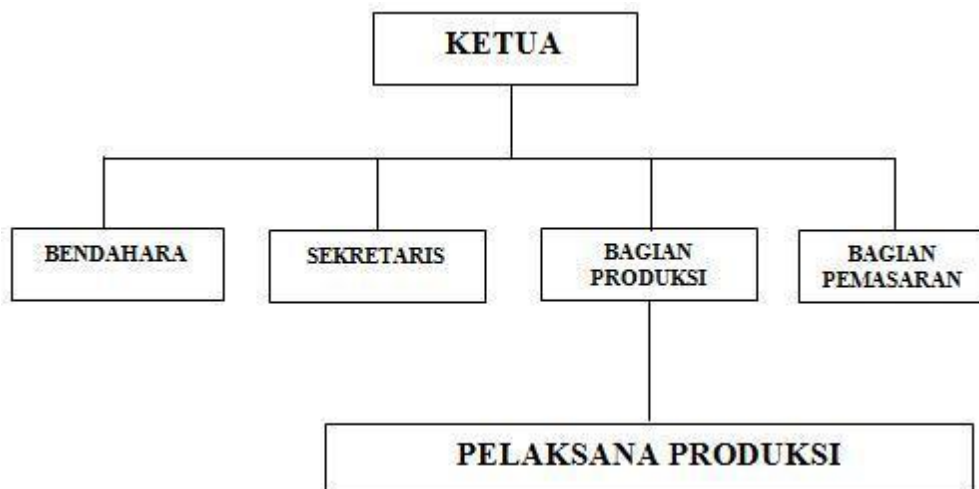 KETUA
BENDAHARA
SEKRETARIS
BAGIAN
PRODUKSI
BAGIAN
PEMASARAN
PELAKSANA PRODUKSI